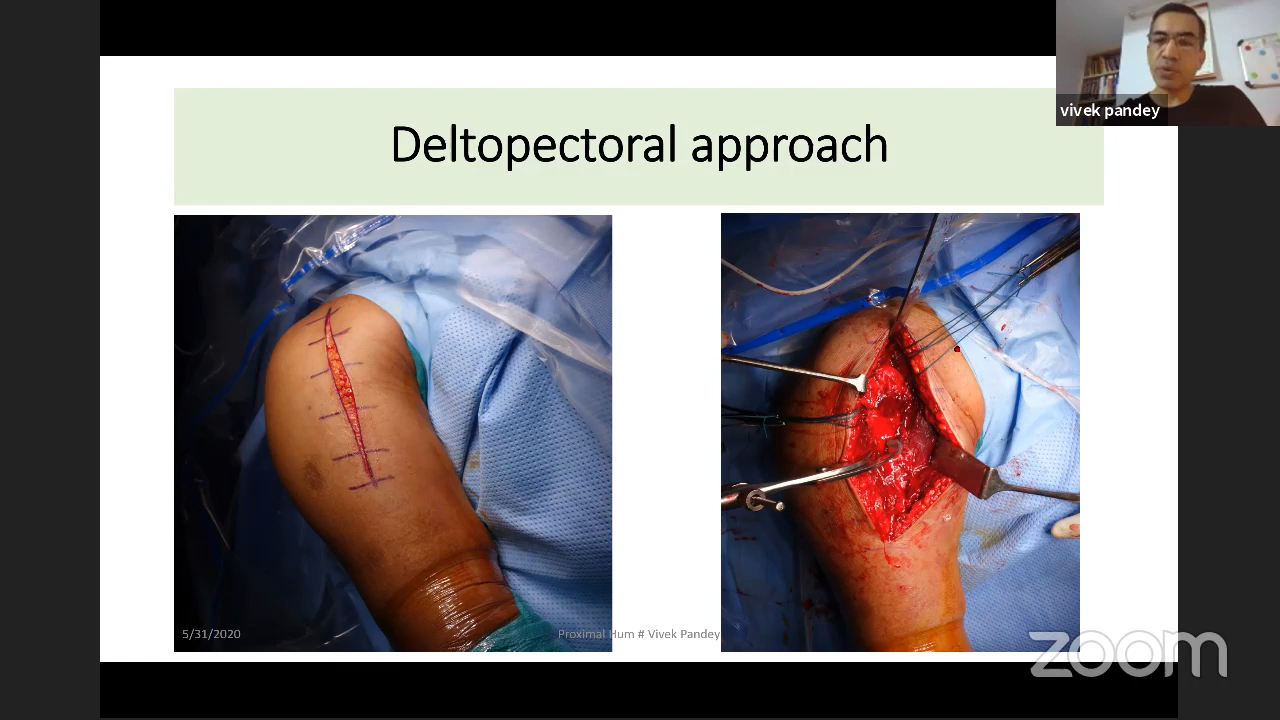 vivek pandey
Deltopectoral approach
5/31/2020
Proximal Hum # Vivek Pandey
zoom